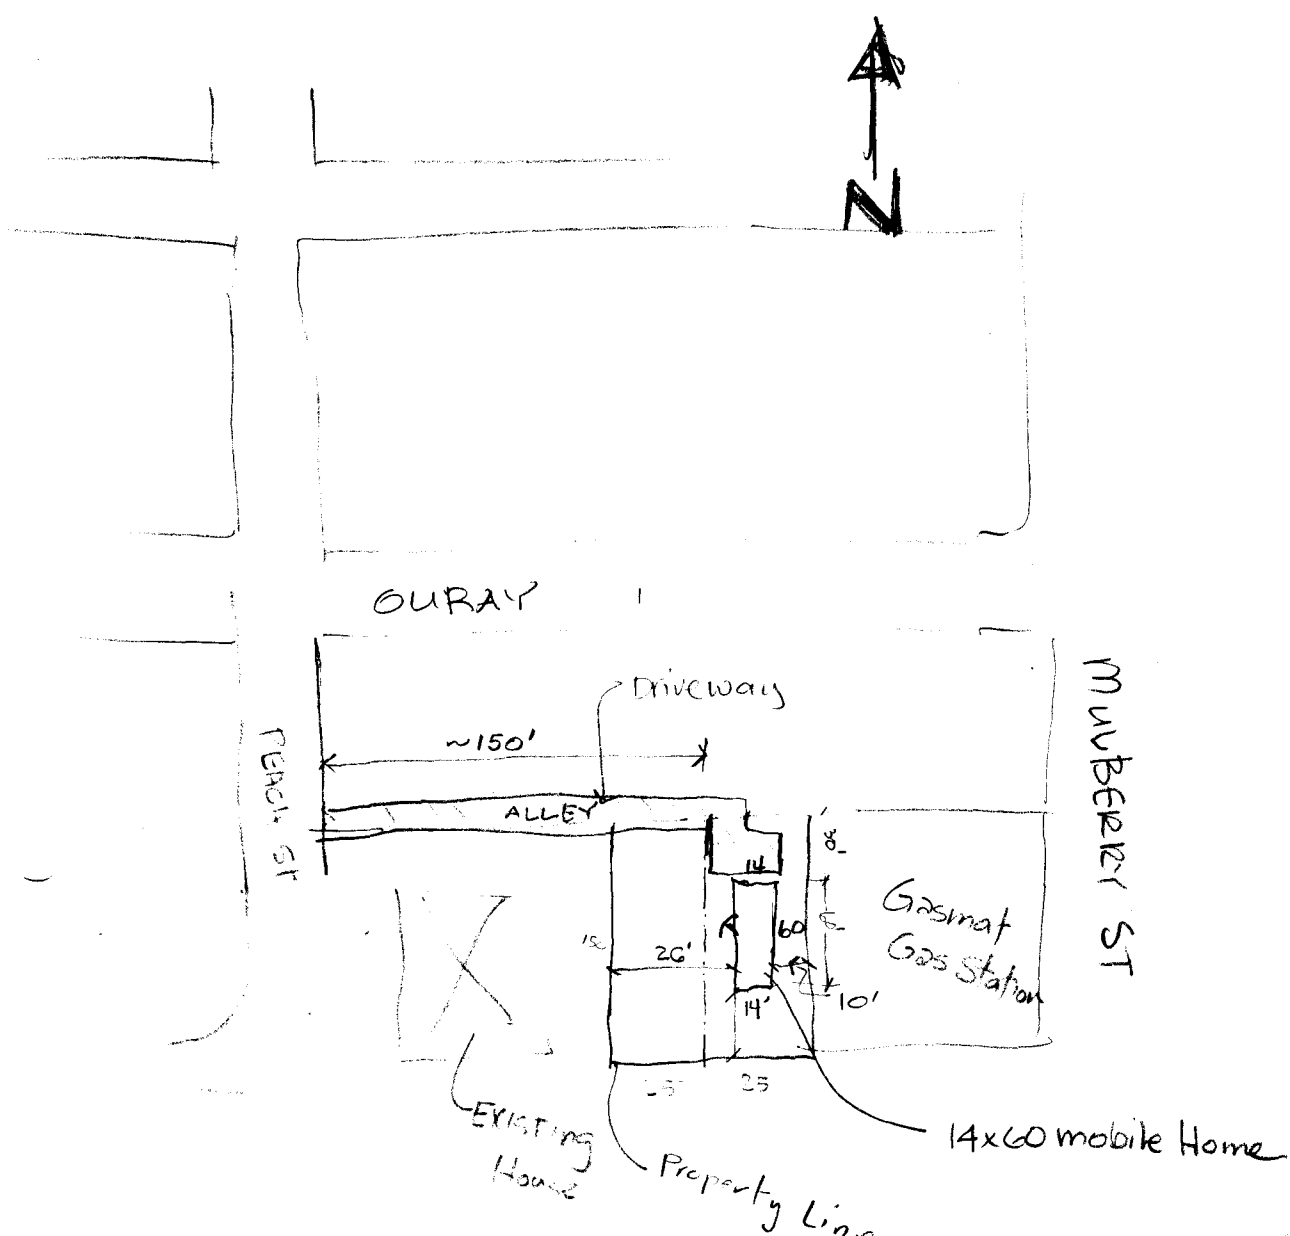 N
OURAY
MULBERRY ST
PEACH ST
Driveway
~150'
ALLEY
14
60
26'
14'
10'
25
Gasmat
Gas Station
Existing
House
Property Line
14x60 mobile Home